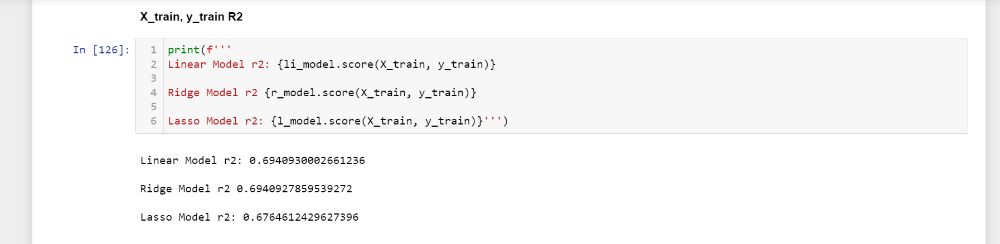 X_train, y_train R2
In [126]:
1 print(f'''
2 Linear Model r2: {li_model.score(X_train, y_train)}
3
4 Ridge Model r2 {r_model.score(X_train, y_train)}
5
6 Lasso Model r2: {l_model.score(X_train, y_train)}''')
Linear Model r2: 0.6940930002661236
Ridge Model r2 0.6940927859539272
Lasso Model r2: 0.6764612429627396